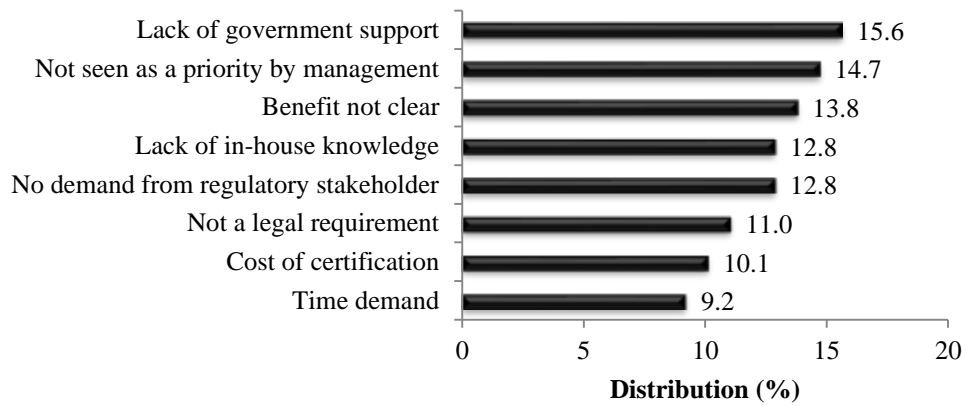 Lack of government support 15.6
Not seen as a priority by management 14.7
Benefit not clear 13.8
Lack of in-house knowledge 12.8
No demand from regulatory stakeholder 12.8
Not a legal requirement 11.0
Cost of certification 10.1
Time demand 9.2
0 5 10 15 20
Distribution (%)